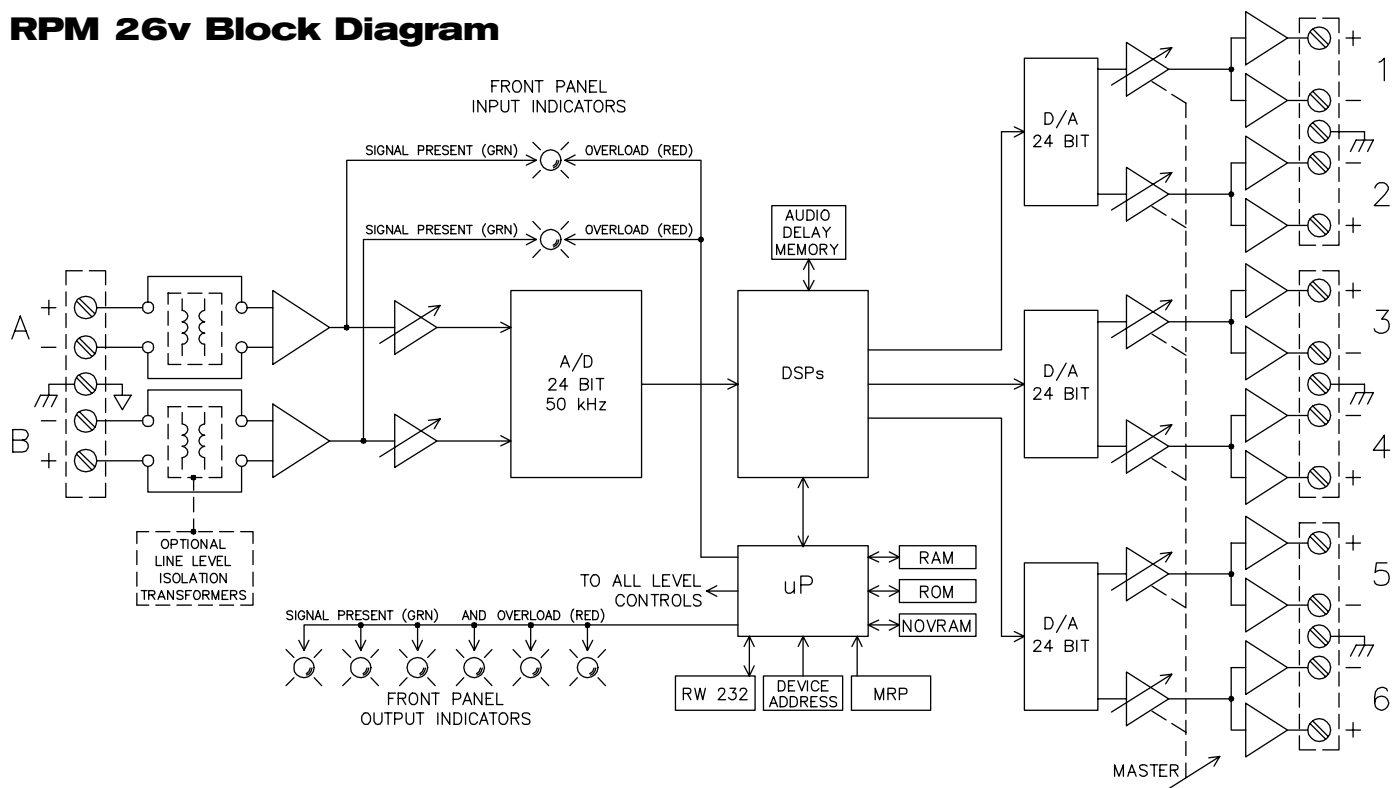 RPM 26v Block Diagram
FRONT PANEL
INPUT INDICATORS
SIGNAL PRESENT (GRN)
OVERLOAD (RED)
SIGNAL PRESENT (GRN)
OVERLOAD (RED)
A
+
−
−
B
+
OPTIONAL
LINE LEVEL
ISOLATION
TRANSFORMERS
A/D
24 BIT
50 kHz
AUDIO
DELAY
MEMORY
DSPs
uP
TO ALL LEVEL
CONTROLS
RAM
ROM
NOVRAM
RW 232
DEVICE
ADDRESS
MRP
SIGNAL PRESENT (GRN) AND OVERLOAD (RED)
FRONT PANEL
OUTPUT INDICATORS
D/A
24 BIT
D/A
24 BIT
D/A
24 BIT
MASTER
+
1
−
−
2
+
+
3
−
−
4
+
+
5
−
−
6
+